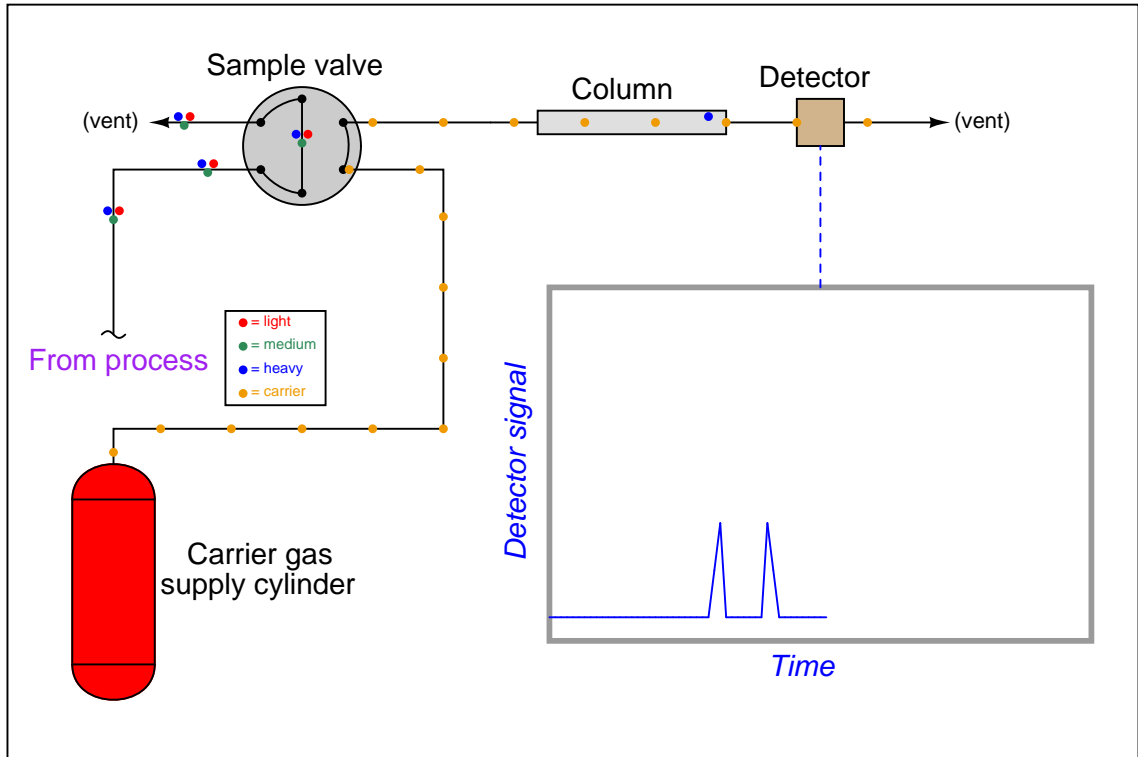 Sample valve
Column
Detector
(vent)
(vent)
= light
= medium
= heavy
= carrier
From process
Detector signal
Carrier gas
supply cylinder
Time